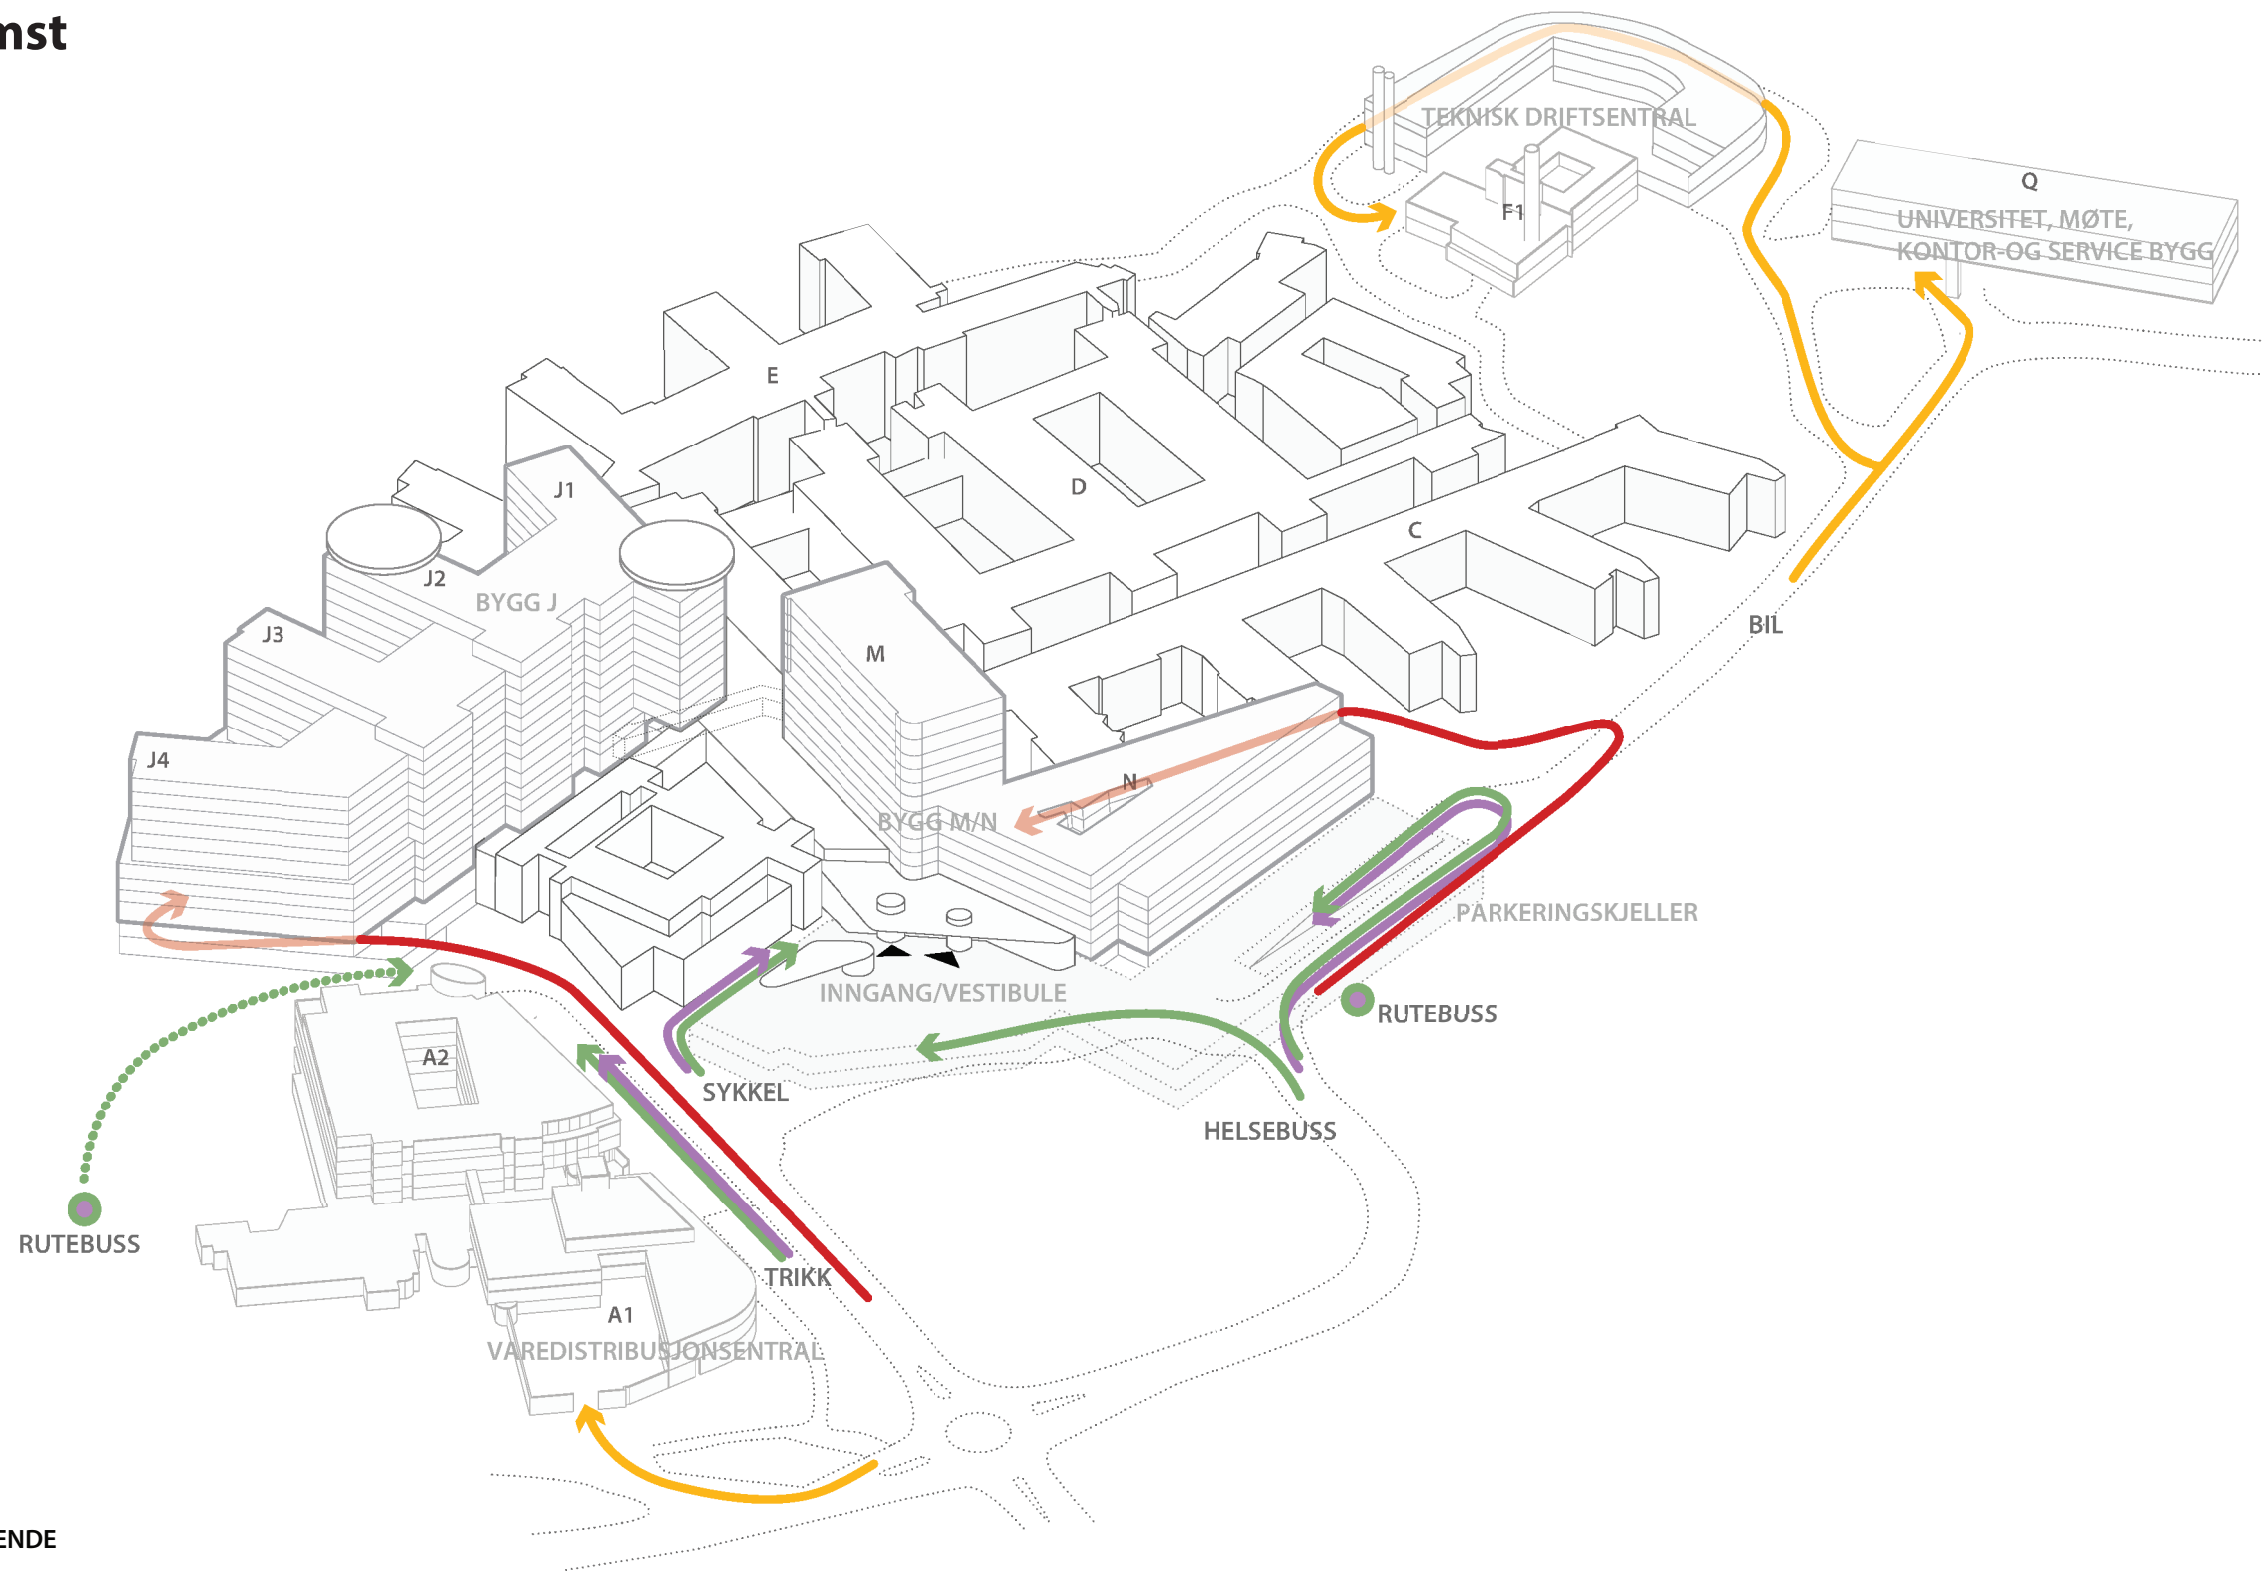 mst
TEKNISK DRIFTSENTRAL
Q
F1
UNIVERSITET, MØTE,
KONTOR-OG SERVICE BYGG
E
J1
D
C
J2
BYGG J
BIL
J3
M
J4
N
BYGG M/N
PARKERINGSKJELLER
INNGANG/VESTIBULE
RUTEBUSS
A2
SYKKEL
HELSEBUSS
RUTEBUSS
TRIKK
A1
VAREDISTRIBUSJONSENTRAL
ENDE